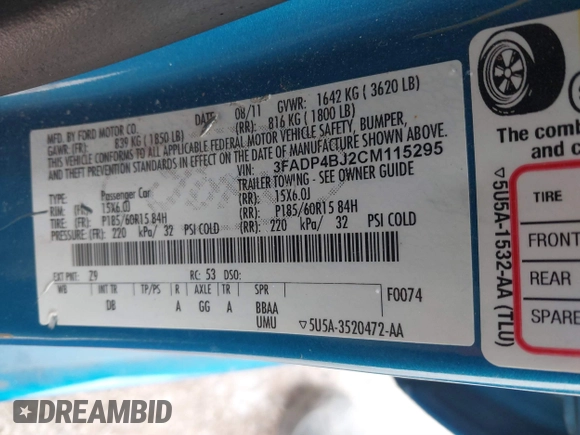 MFD. BY FORD MOTOR CO.
DATE: 08/11 GVWR: 1642 KG ( 3620 LB)
GAWR: (FR): 839 KG ( 1850 LB) (RR): 816 KG ( 1800 LB)
THIS VEHICLE CONFORMS TO ALL APPLICABLE FEDERAL MOTOR VEHICLE SAFETY, BUMPER,
AND THEFT PREVENTION STANDARDS IN EFFECT ON THE DATE OF MANUFACTURE SHOWN ABOVE.
VIN: 3FADP4BJ2CM115295
TYPE: Passenger Car TRAILER TOWING - SEE OWNER GUIDE
RIM: (FR): 15X6.0J (RR): 15X6.0J
TIRE: (FR): P185/60R15 84H (RR): P185/60R15 84H
PRESSURE: (FR): 220 kPa/ 32 PSI COLD (RR): 220 kPa/ 32 PSI COLD
EXT PNT: Z9 RC: 53 DSO:
WB INT TR TP/PS R AXLE TR SPR
DB A GG A BBAA
UMU
F0074
▽5U5A-3520472-AA
The combin
and c
TIRE
FRONT
REAR
SPARE
▽5U5A-1532-AA (TLU)
DREAMBID